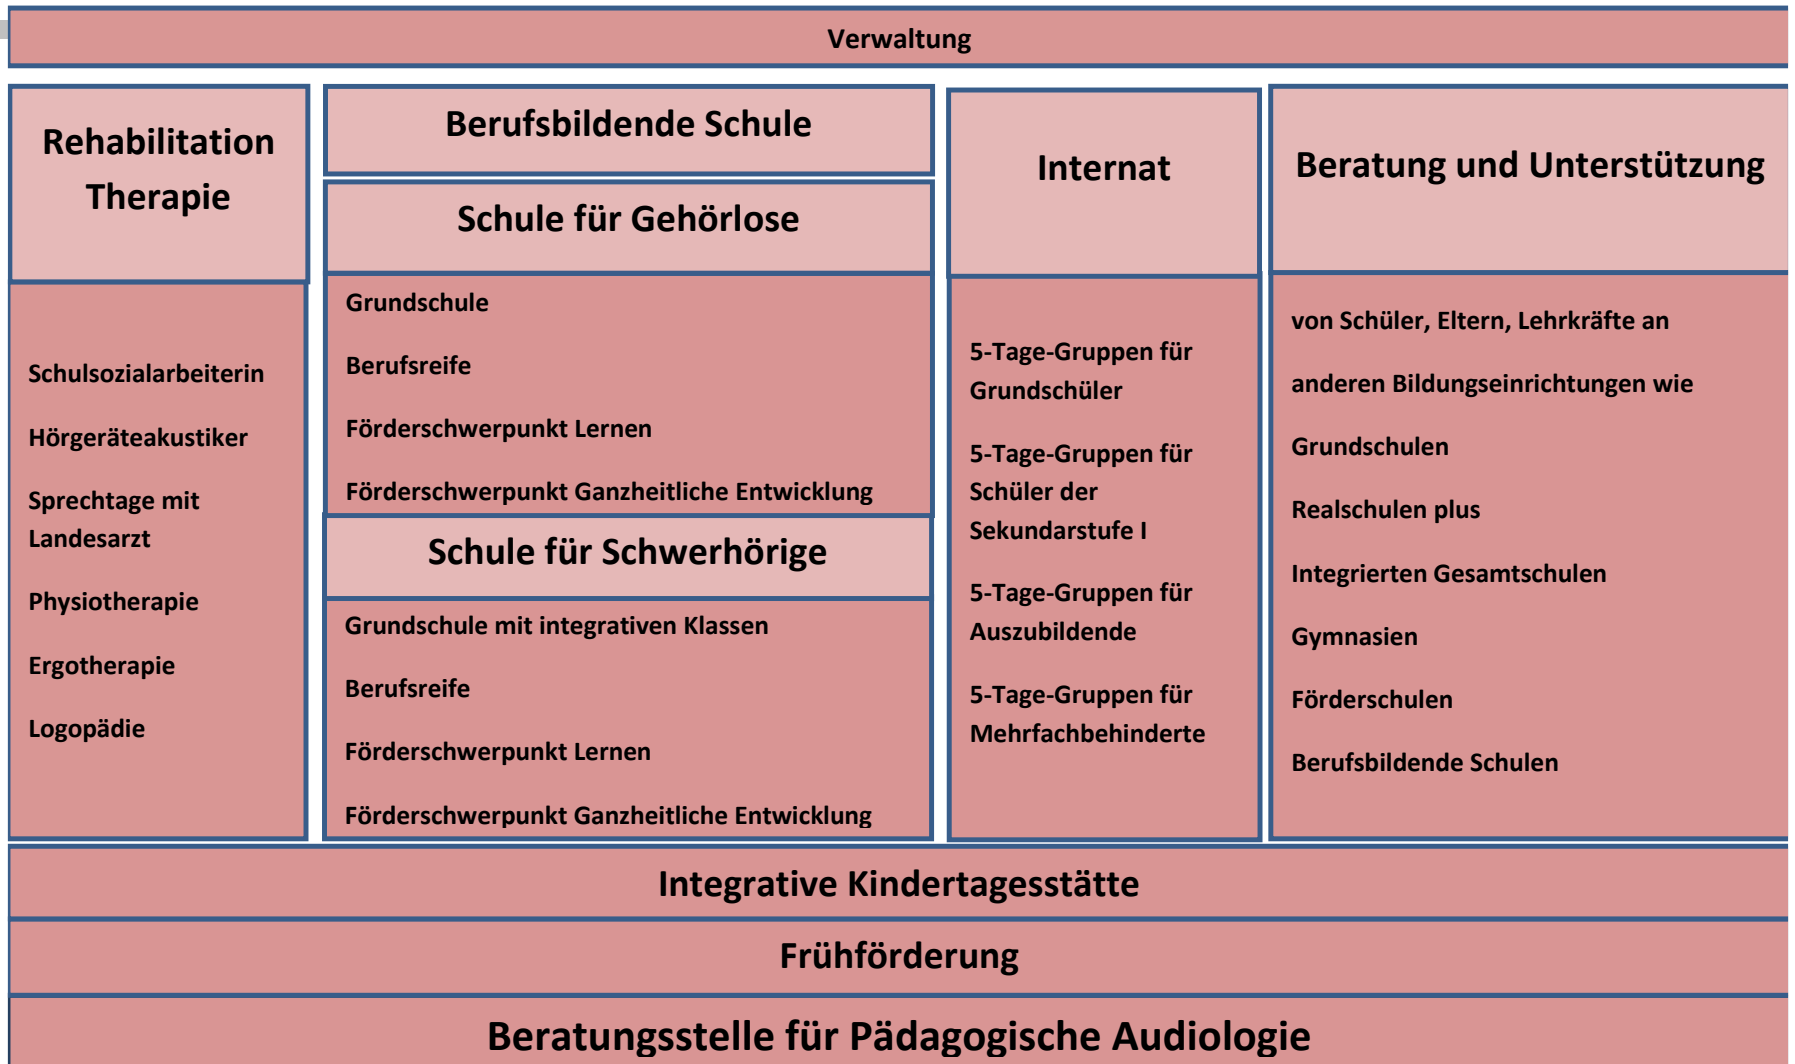 Verwaltung
Rehabilitation
Therapie
Schulsozialarbeiterin
Hörgeräteakustiker
Sprechtage mit
Landesarzt
Physiotherapie
Ergotherapie
Logopädie
Berufsbildende Schule
Schule für Gehörlose
Grundschule
Berufsreife
Förderschwerpunkt Lernen
Förderschwerpunkt Ganzheitliche Entwicklung
Schule für Schwerhörige
Grundschule mit integrativen Klassen
Berufsreife
Förderschwerpunkt Lernen
Förderschwerpunkt Ganzheitliche Entwicklung
Internat
5-Tage-Gruppen für
Grundschüler
5-Tage-Gruppen für
Schüler der
Sekundarstufe I
5-Tage-Gruppen für
Auszubildende
5-Tage-Gruppen für
Mehrfachbehinderte
Beratung und Unterstützung
von Schüler, Eltern, Lehrkräfte an
anderen Bildungseinrichtungen wie
Grundschulen
Realschulen plus
Integrierten Gesamtschulen
Gymnasien
Förderschulen
Berufsbildende Schulen
Integrative Kindertagesstätte
Frühförderung
Beratungsstelle für Pädagogische Audiologie